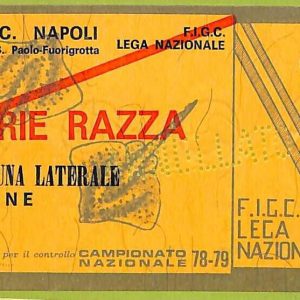 C. NAPOLI
S. Paolo-Fuorigrotta
F.I.G.C.
LEGA NAZIONALE
RIE RAZZA
UNA LATERALE
NE
per il controllo
CAMPIONATO
NAZIONALE 78-79
F.I.G.C.
LEGA
NAZION